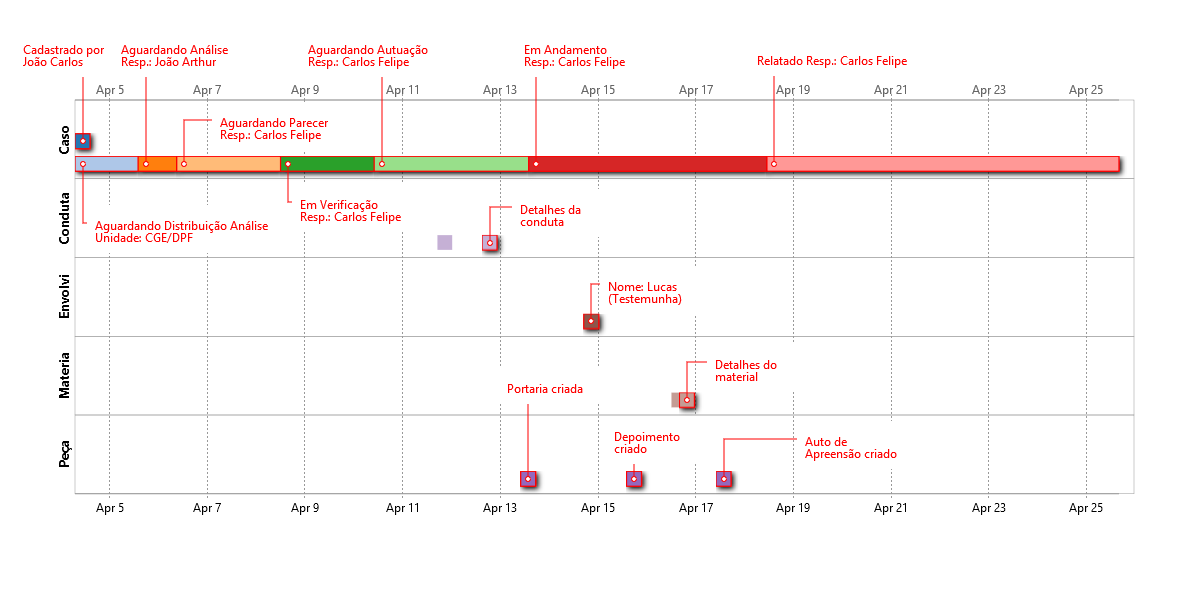 Cadastrado por
João Carlos
Aguardando Análise
Resp.: João Arthur
Aguardando Autuação
Resp.: Carlos Felipe
Em Andamento
Resp.: Carlos Felipe
Relatado Resp.: Carlos Felipe
Apr 5 Apr 7 Apr 9 Apr 11 Apr 13 Apr 15 Apr 17 Apr 19 Apr 21 Apr 23 Apr 25
Caso
Aguardando Parecer
Resp.: Carlos Felipe
Em Verificação
Resp.: Carlos Felipe
Aguardando Distribuição Análise
Unidade: CGE/DPF
Conduta
Detalhes da
conduta
Envolvi
Nome: Lucas
(Testemunha)
Materia
Detalhes do
material
Peça
Portaria criada
Depoimento
criado
Auto de
Apreensão criado
Apr 5 Apr 7 Apr 9 Apr 11 Apr 13 Apr 15 Apr 17 Apr 19 Apr 21 Apr 23 Apr 25